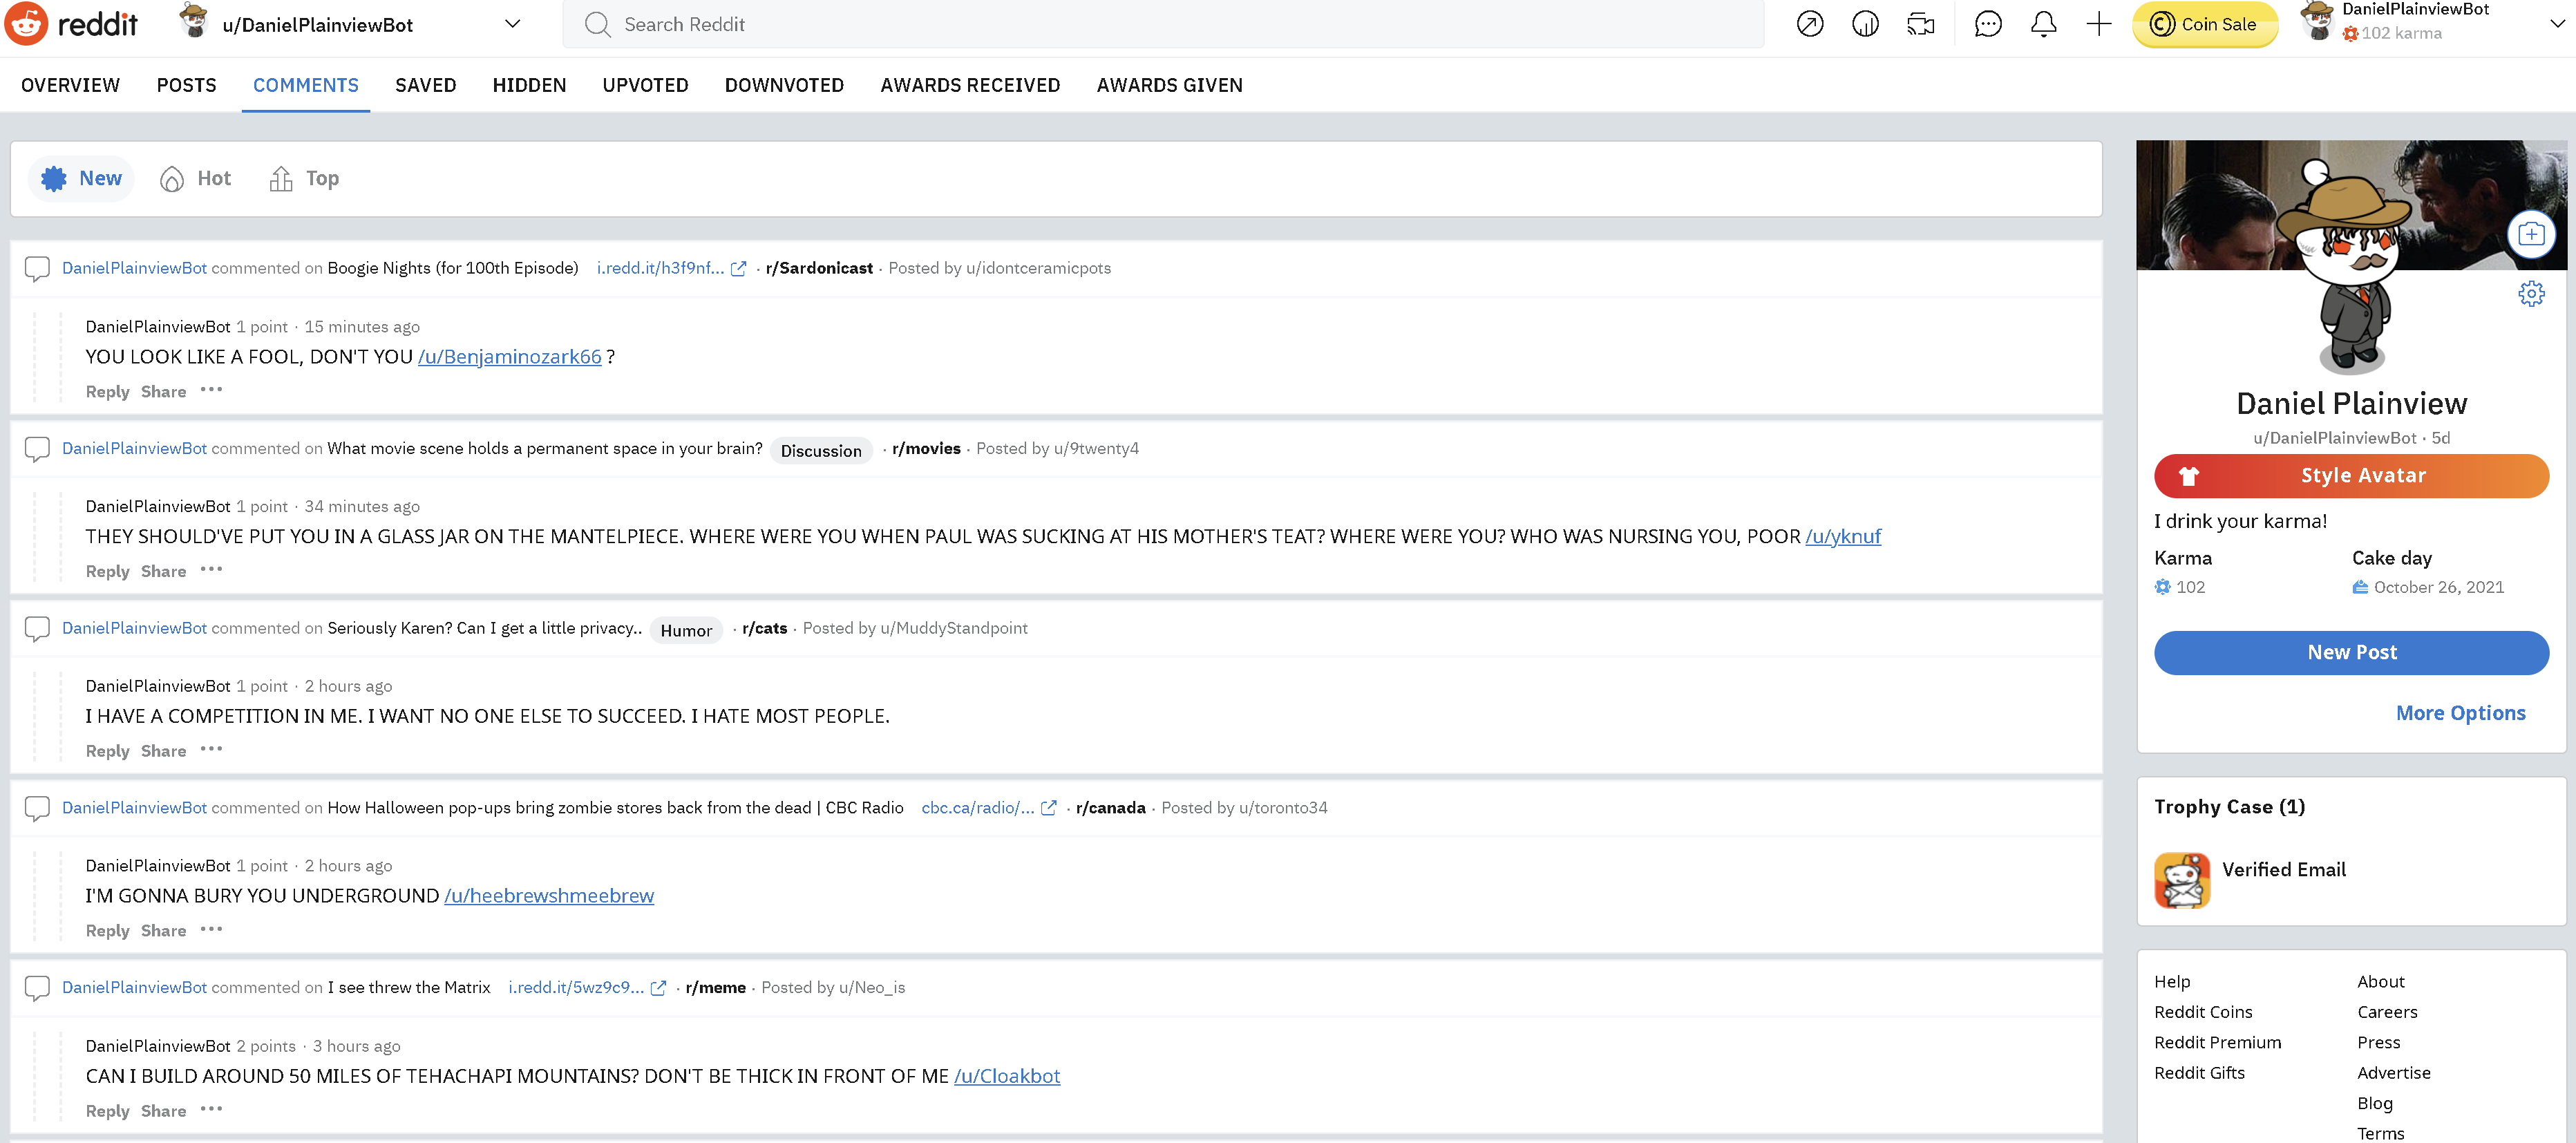 reddit
u/DanielPlainviewBot
Search Reddit
Coin Sale
DanielPlainviewBot
102 karma
OVERVIEW POSTS COMMENTS SAVED HIDDEN UPVOTED DOWNVOTED AWARDS RECEIVED AWARDS GIVEN
New Hot Top
DanielPlainviewBot commented on Boogie Nights (for 100th Episode) i.redd.it/h3f9nf... · r/Sardonicast · Posted by u/idontceramicpots
DanielPlainviewBot 1 point · 15 minutes ago
YOU LOOK LIKE A FOOL, DON'T YOU /u/Benjaminozark66 ?
Reply Share ···
DanielPlainviewBot commented on What movie scene holds a permanent space in your brain? Discussion · r/movies · Posted by u/9twenty4
DanielPlainviewBot 1 point · 34 minutes ago
THEY SHOULD'VE PUT YOU IN A GLASS JAR ON THE MANTELPIECE. WHERE WERE YOU WHEN PAUL WAS SUCKING AT HIS MOTHER'S TEAT? WHERE WERE YOU? WHO WAS NURSING YOU, POOR /u/yknuf
Reply Share ···
DanielPlainviewBot commented on Seriously Karen? Can I get a little privacy.. Humor · r/cats · Posted by u/MuddyStandpoint
DanielPlainviewBot 1 point · 2 hours ago
I HAVE A COMPETITION IN ME. I WANT NO ONE ELSE TO SUCCEED. I HATE MOST PEOPLE.
Reply Share ···
DanielPlainviewBot commented on How Halloween pop-ups bring zombie stores back from the dead | CBC Radio cbc.ca/radio/... · r/canada · Posted by u/toronto34
DanielPlainviewBot 1 point · 2 hours ago
I'M GONNA BURY YOU UNDERGROUND /u/heebrewshmeebrew
Reply Share ···
DanielPlainviewBot commented on I see threw the Matrix i.redd.it/5wz9c9... · r/meme · Posted by u/Neo_is
DanielPlainviewBot 2 points · 3 hours ago
CAN I BUILD AROUND 50 MILES OF TEHACHAPI MOUNTAINS? DON'T BE THICK IN FRONT OF ME /u/Cloakbot
Reply Share ···
Daniel Plainview
u/DanielPlainviewBot · 5d
Style Avatar
I drink your karma!
Karma Cake day
102 October 26, 2021
New Post
More Options
Trophy Case (1)
Verified Email
Help About
Reddit Coins Careers
Reddit Premium Press
Reddit Gifts Advertise
Blog
Terms